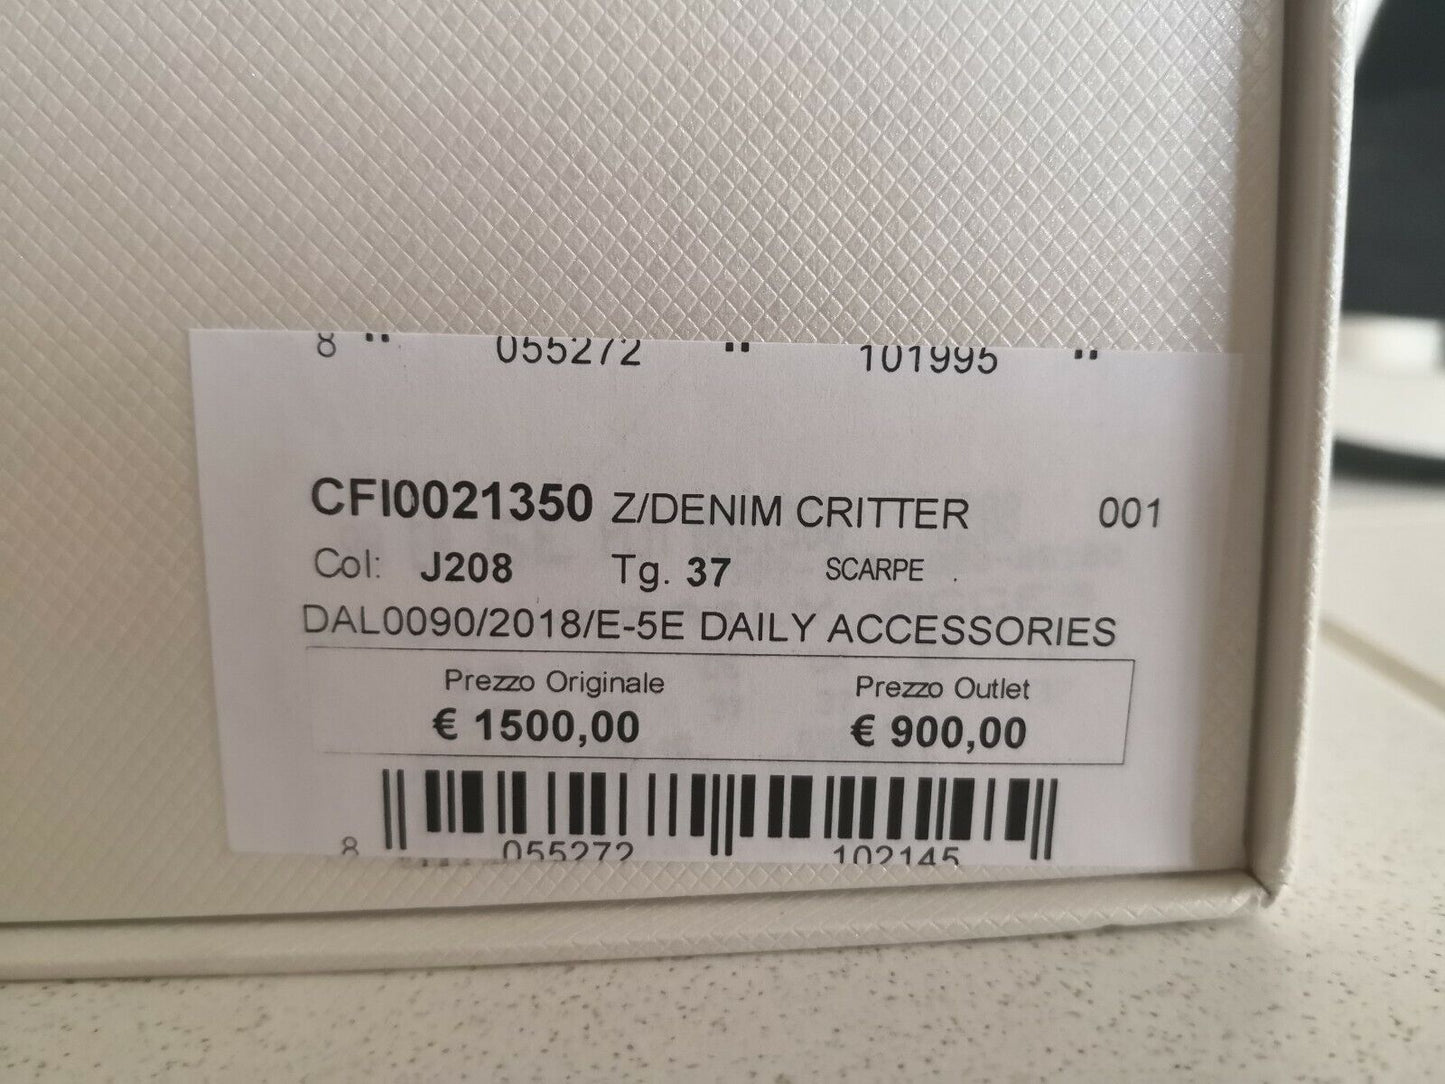 8 " 055272 " 101995 "
CFI0021350 Z/DENIM CRITTER 001
Col: J208 Tg. 37 SCARPE .
DAL0090/2018/E-5E DAILY ACCESSORIES
Prezzo Originale Prezzo Outlet
€ 1500,00 € 900,00
8 055272 102145